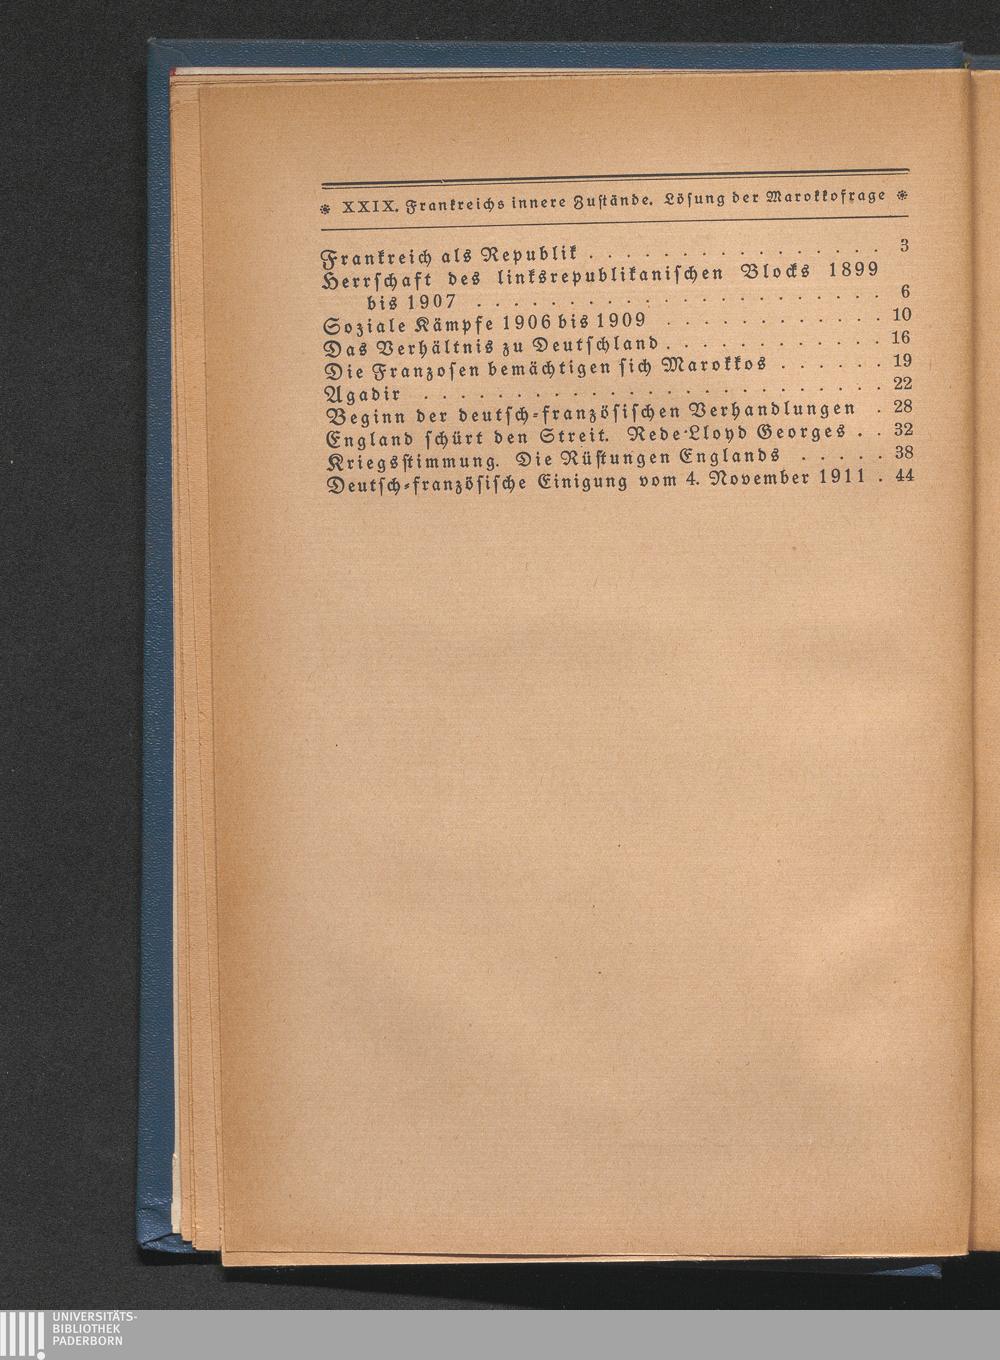 ❋ XXIX. Frankreichs innere Zustände. Lösung der Marokkofrage ❋
Frankreich als Republik . . . . . . . . . . . . . . . . 3
Herrschaft des linksrepublikanischen Blocks 1899
bis 1907 . . . . . . . . . . . . . . . . . . . . . . 6
Soziale Kämpfe 1906 bis 1909 . . . . . . . . . . . . 10
Das Verhältnis zu Deutschland . . . . . . . . . . . . 16
Die Franzosen bemächtigen sich Marokkos . . . . . . 19
Agadir . . . . . . . . . . . . . . . . . . . . . . . . . 22
Beginn der deutsch-französischen Verhandlungen . 28
England schürt den Streit. Rede Lloyd Georges . . 32
Kriegsstimmung. Die Rüstungen Englands . . . . . 38
Deutsch-französische Einigung vom 4. November 1911 . 44
UNIVERSITÄTS-
BIBLIOTHEK
PADERBORN